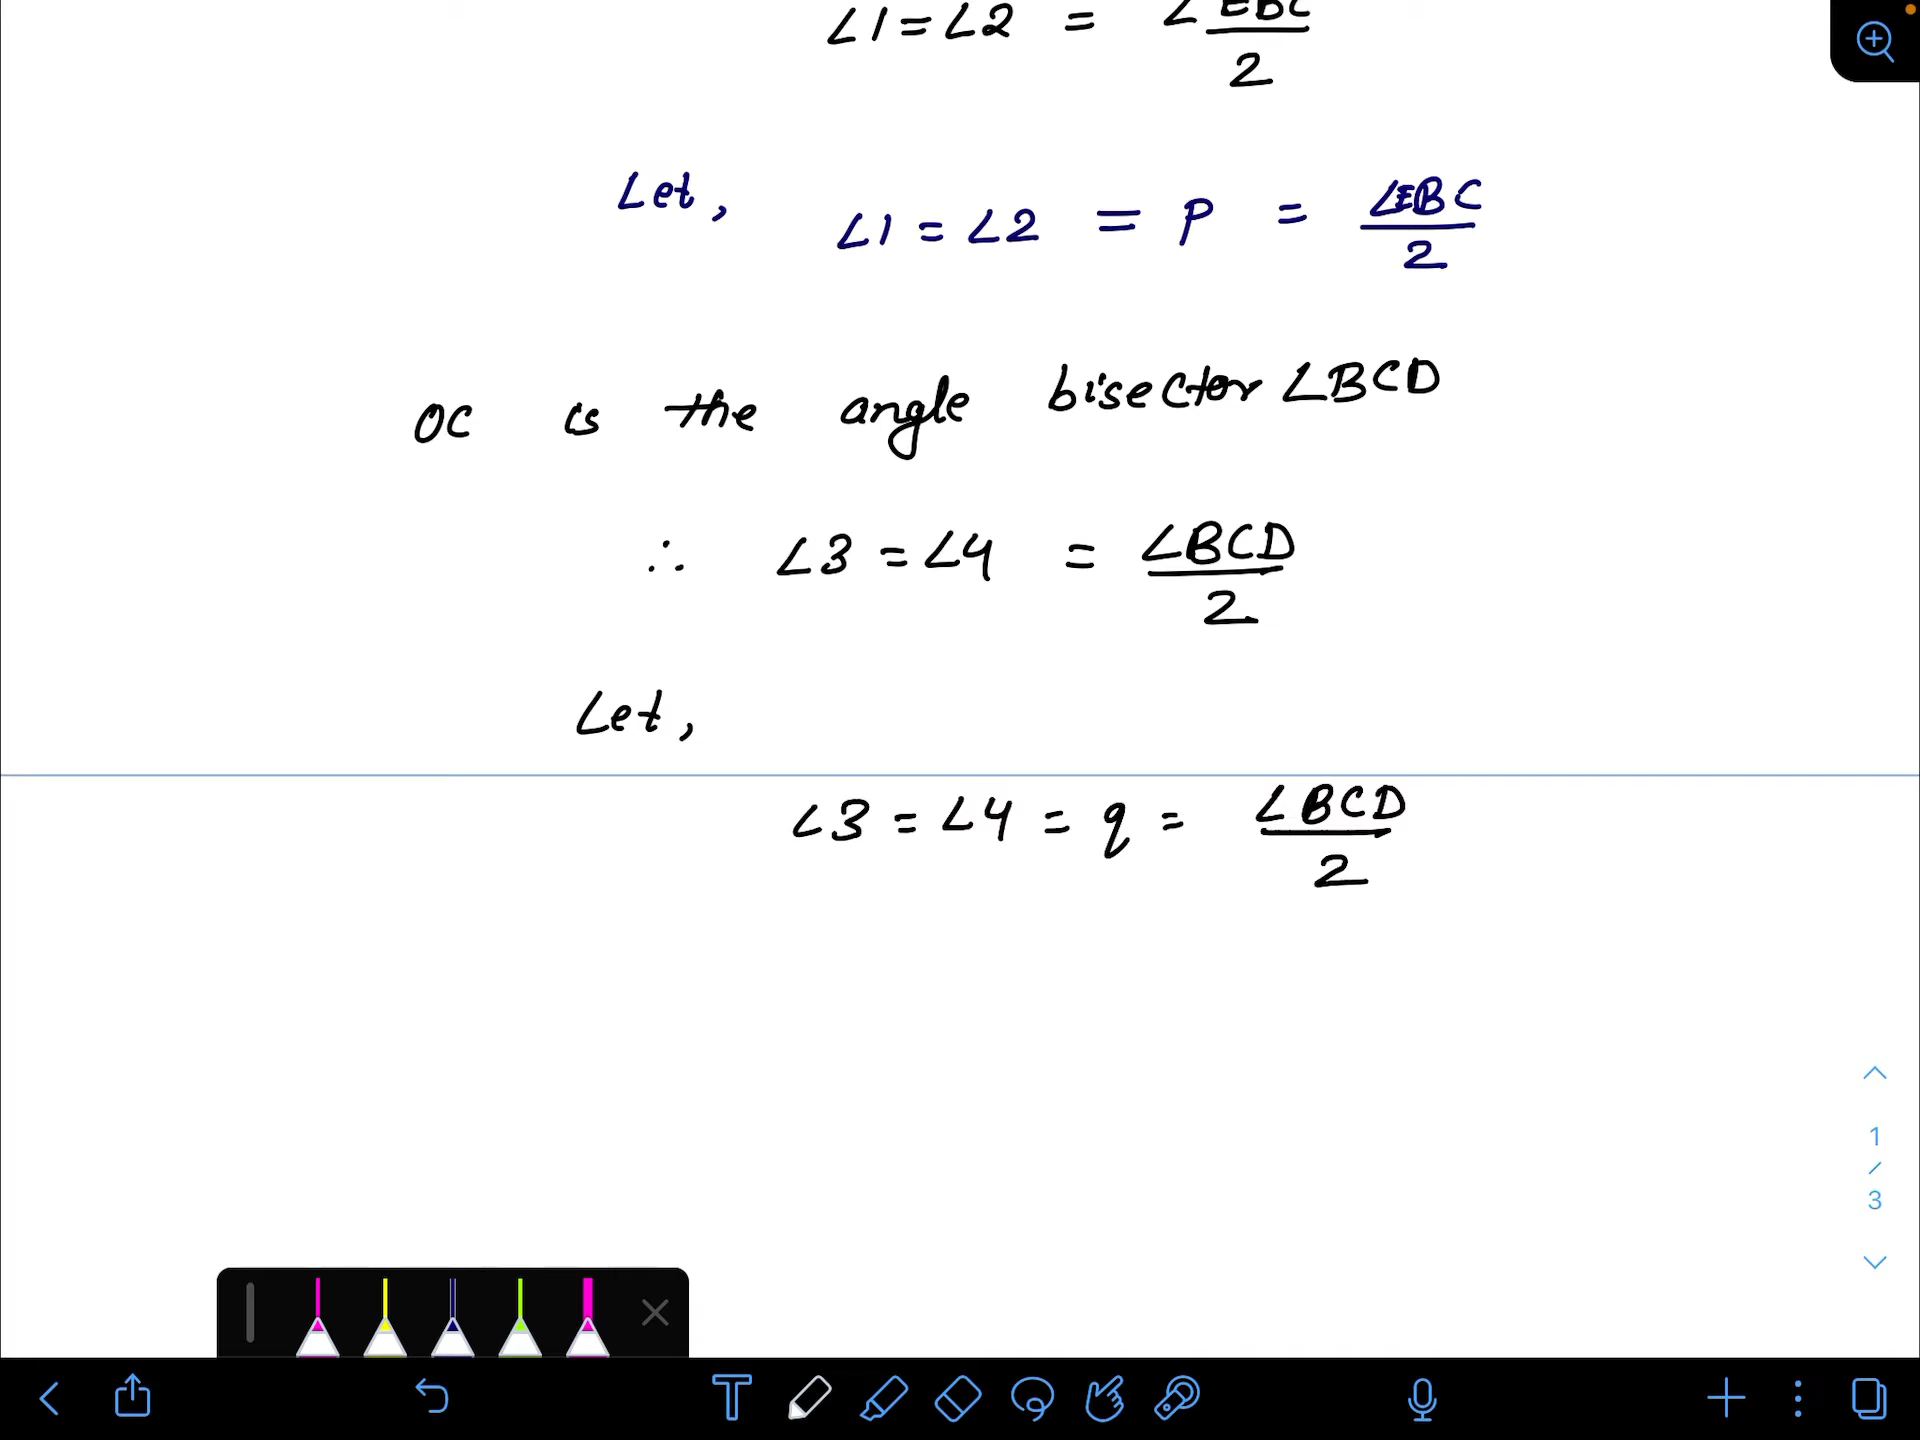 ∠1 = ∠2 = ∠EBC/2
Let, ∠1 = ∠2 = p = ∠EBC/2
OC is the angle bisector ∠BCD
∴ ∠3 = ∠4 = ∠BCD/2
Let,
∠3 = ∠4 = q = ∠BCD/2
1
/
3